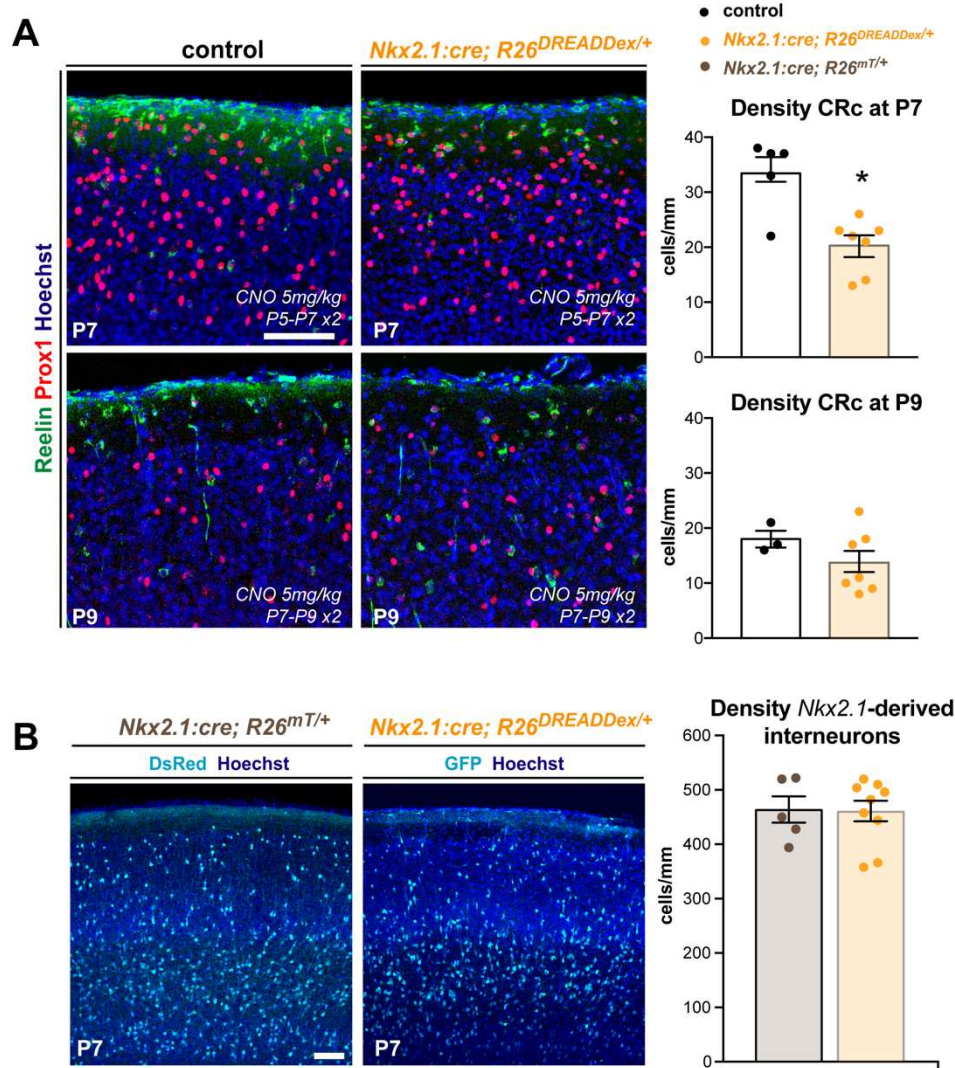 A
control
Nkx2.1:cre; R26DREADDex/+
control
Nkx2.1:cre; R26DREADDex/+
Nkx2.1:cre; R26mT/+
Reelin Prox1 Hoechst
CNO 5mg/kg
P5-P7 x2
P7
CNO 5mg/kg
P5-P7 x2
P7
Density CRc at P7
cells/mm
40
30
20
10
0
*
CNO 5mg/kg
P7-P9 x2
P9
CNO 5mg/kg
P7-P9 x2
P9
Density CRc at P9
cells/mm
40
30
20
10
0
B
Nkx2.1:cre; R26mT/+
Nkx2.1:cre; R26DREADDex/+
DsRed Hoechst
GFP Hoechst
P7
P7
Density Nkx2.1-derived
interneurons
cells/mm
600
500
400
300
200
100
0